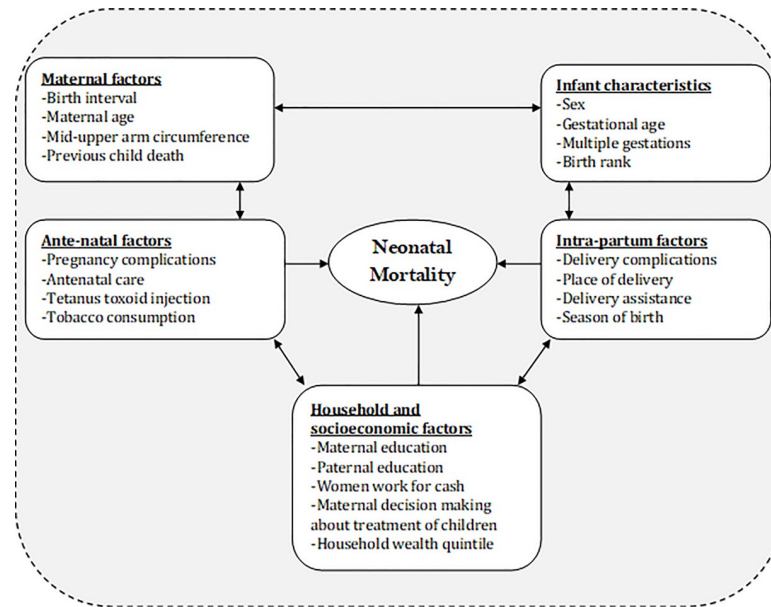 Maternal factors
-Birth interval
-Maternal age
-Mid-upper arm circumference
-Previous child death
Infant characteristics
-Sex
-Gestational age
-Multiple gestations
-Birth rank
Ante-natal factors
-Pregnancy complications
-Antenatal care
-Tetanus toxoid injection
-Tobacco consumption
Neonatal
Mortality
Intra-partum factors
-Delivery complications
-Place of delivery
-Delivery assistance
-Season of birth
Household and
socioeconomic factors
-Maternal education
-Paternal education
-Women work for cash
-Maternal decision making
about treatment of children
-Household wealth quintile